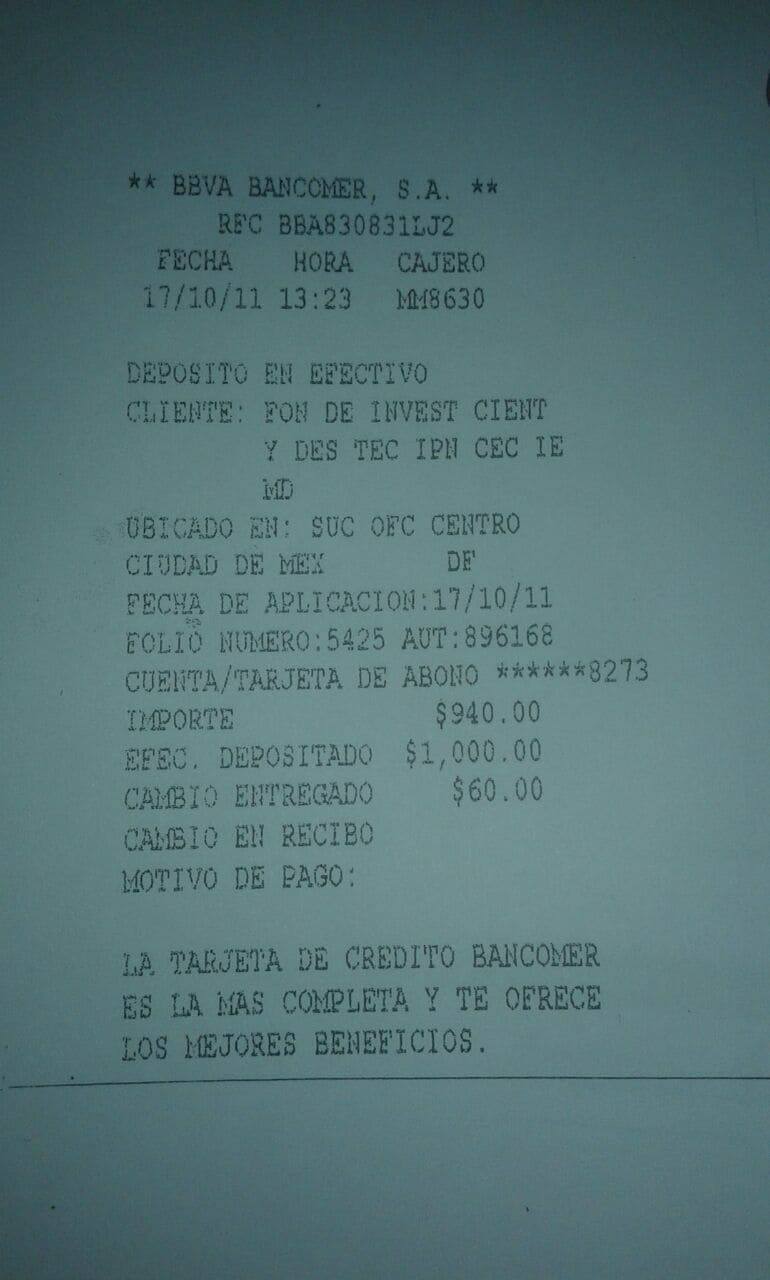 ** BBVA BANCOMER, S.A. **
RFC BBA830831LJ2
FECHA HORA CAJERO
17/10/11 13:23 MM8630
DEPOSITO EN EFECTIVO
CLIENTE: FON DE INVEST CIENT
Y DES TEC IPN CEC IE
MD
UBICADO EN: SUC OFC CENTRO
CIUDAD DE MEX DF
FECHA DE APLICACION:17/10/11
FOLIO NUMERO:5425 AUT:896168
CUENTA/TARJETA DE ABONO ******8273
IMPORTE $940.00
EFEC. DEPOSITADO $1,000.00
CAMBIO ENTREGADO $60.00
CAMBIO EN RECIBO
MOTIVO DE PAGO:
LA TARJETA DE CREDITO BANCOMER
ES LA MAS COMPLETA Y TE OFRECE
LOS MEJORES BENEFICIOS.